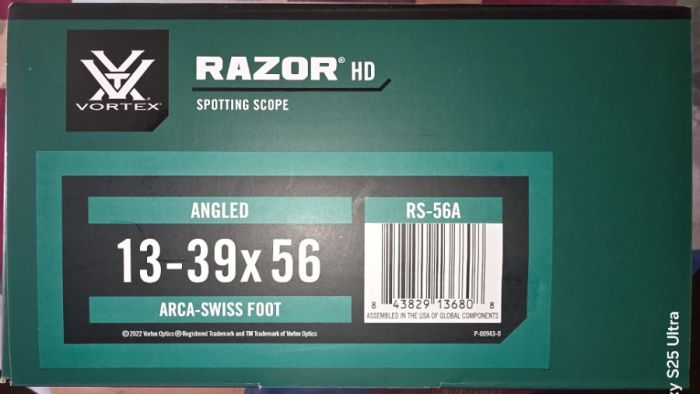 VORTEX
RAZOR® HD
SPOTTING SCOPE
ANGLED
13-39x56
ARCA-SWISS FOOT
RS-56A
8 43829 13680 8
ASSEMBLED IN THE USA OF GLOBAL COMPONENTS
©2022 Vortex Optics ®Registered Trademark and TM Trademark of Vortex Optics
P-00943-0
S25 Ultra